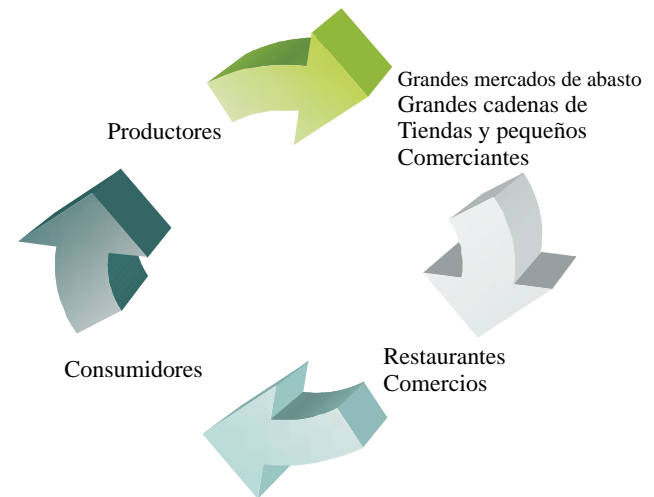 Grandes mercados de abasto
Grandes cadenas de
Tiendas y pequeños
Comerciantes
Productores
Restaurantes
Comercios
Consumidores